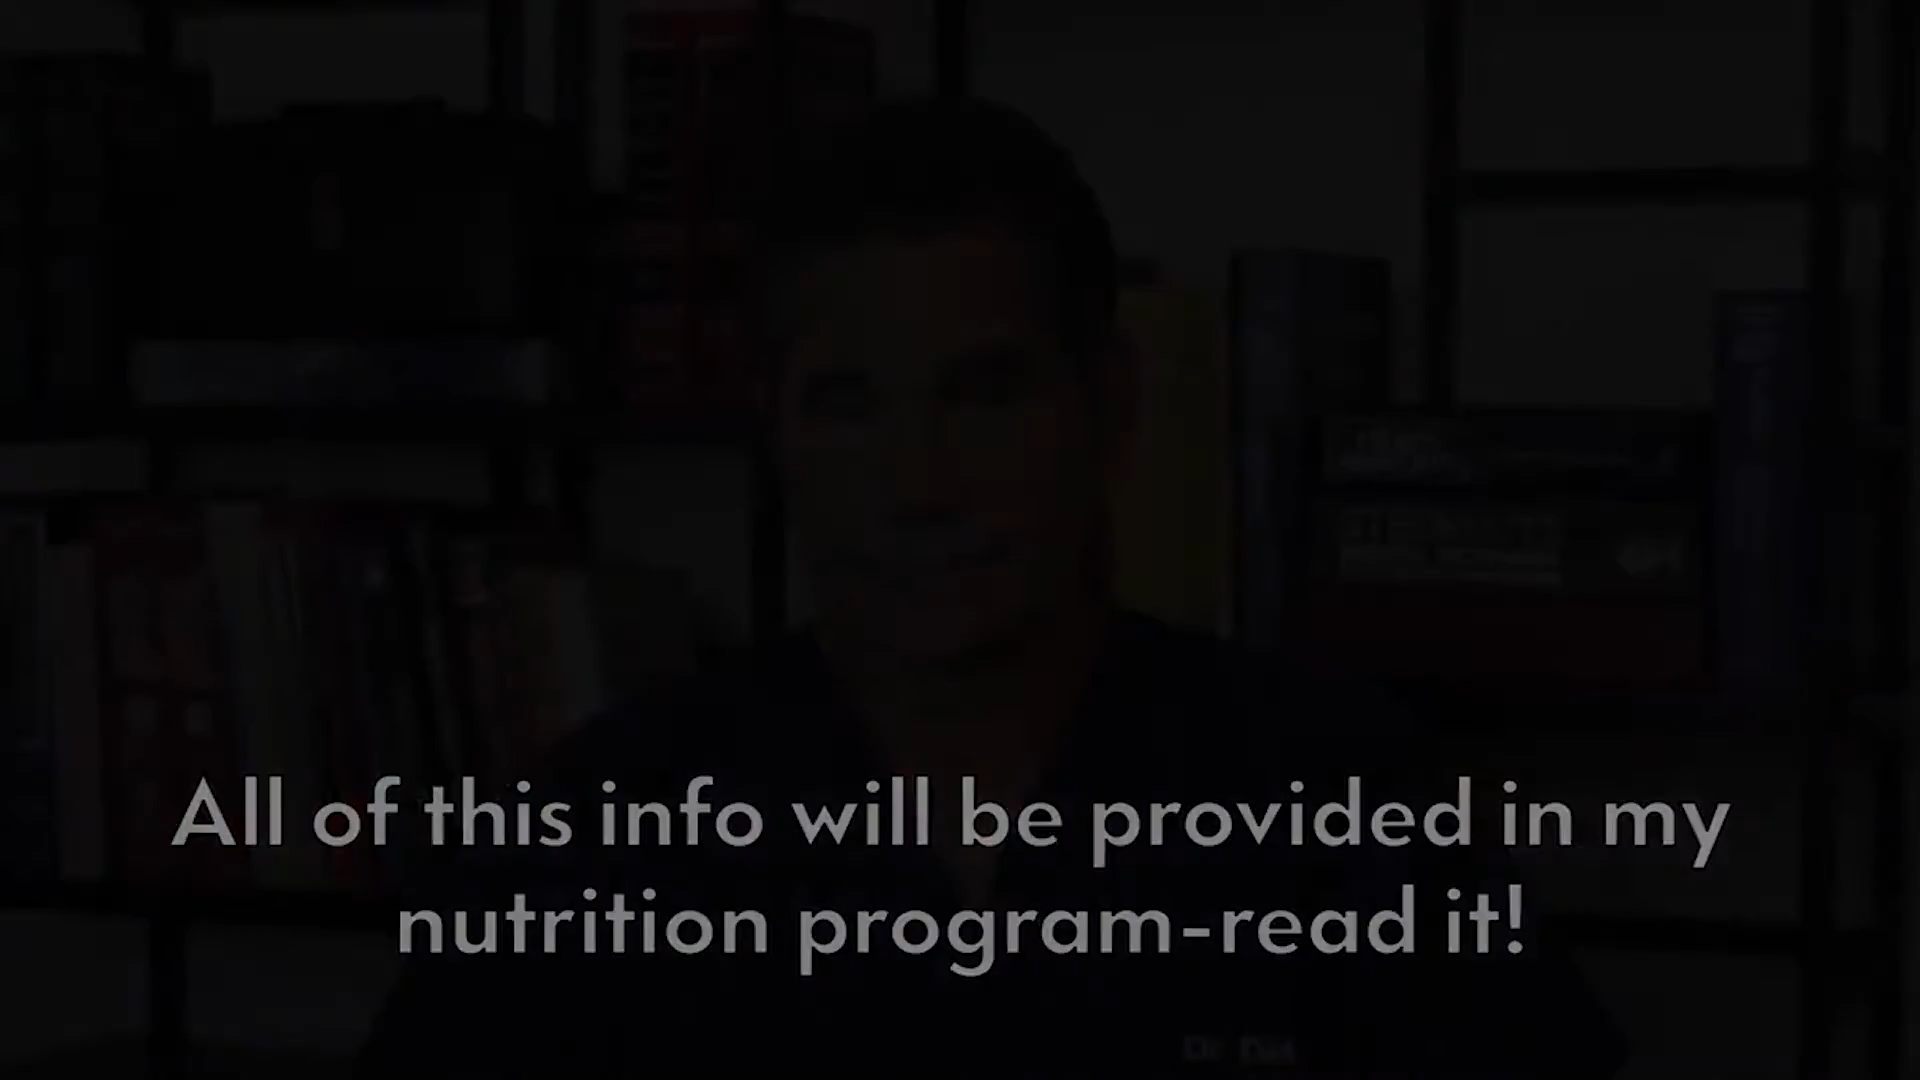 All of this info will be provided in my
nutrition program-read it!